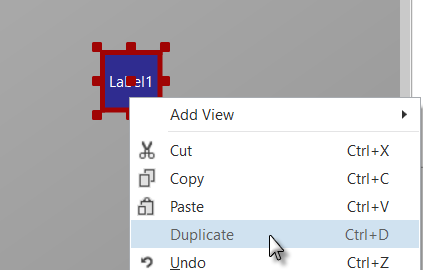 Label1
Add View
Cut Ctrl+X
Copy Ctrl+C
Paste Ctrl+V
Duplicate Ctrl+D
Undo Ctrl+Z